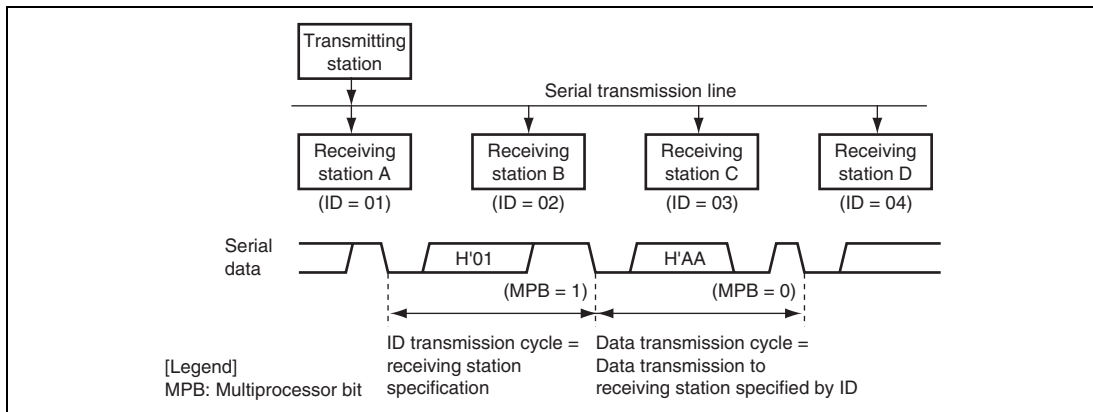 Transmitting
station
Serial transmission line
Receiving
station A
Receiving
station B
Receiving
station C
Receiving
station D
(ID = 01)
(ID = 02)
(ID = 03)
(ID = 04)
Serial
data
H'01
H'AA
(MPB = 1)
(MPB = 0)
ID transmission cycle =
receiving station
specification
Data transmission cycle =
Data transmission to
receiving station specified by ID
[Legend]
MPB: Multiprocessor bit